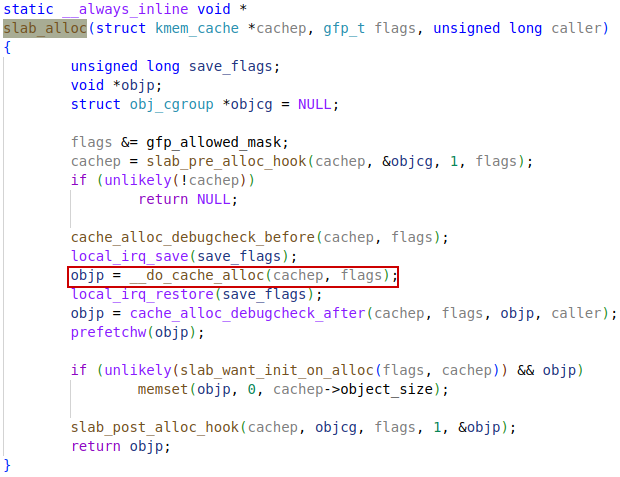 static __always_inline void *
slab_alloc(struct kmem_cache *cachep, gfp_t flags, unsigned long caller)
{
        unsigned long save_flags;
        void *objp;
        struct obj_cgroup *objcg = NULL;

        flags &= gfp_allowed_mask;
        cachep = slab_pre_alloc_hook(cachep, &objcg, 1, flags);
        if (unlikely(!cachep))
                return NULL;

        cache_alloc_debugcheck_before(cachep, flags);
        local_irq_save(save_flags);
        objp = __do_cache_alloc(cachep, flags);
        local_irq_restore(save_flags);
        objp = cache_alloc_debugcheck_after(cachep, flags, objp, caller);
        prefetchw(objp);

        if (unlikely(slab_want_init_on_alloc(flags, cachep)) && objp)
                memset(objp, 0, cachep->object_size);

        slab_post_alloc_hook(cachep, objcg, flags, 1, &objp);
        return objp;
}